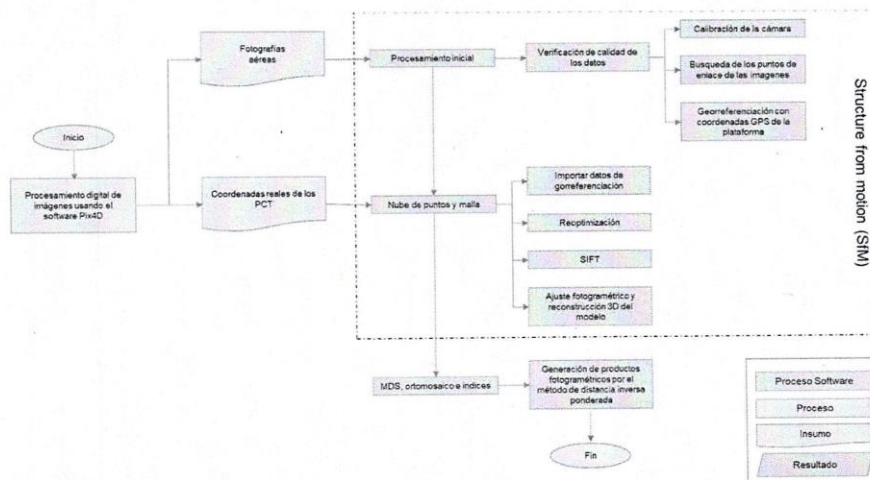 Inicio
Procesamiento digital de
imágenes usando el
software Pix4D
Fotografías
aéreas
Coordenadas reales de los
PCT
Procesamiento inicial
Verificación de calidad de
los datos
Calibración de la cámara
Busqueda de los puntos de
enlace de las imagenes
Georreferenciación con
coordenadas GPS de la
plataforma
Nube de puntos y malla
Importar datos de
gorreferenciación
Reoptimización
SIFT
Ajuste fotogramétrico y
reconstrucción 3D del
modelo
Structure from motion (SfM)
MDS, ortomosaico e índices
Generación de productos
fotogramétricos por el
método de distancia inversa
ponderada
Fin
Proceso Software
Proceso
Insumo
Resultado